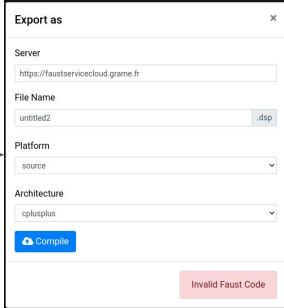 Export as ×
Server
https://faustservicecloud.grame.fr
File Name
untitled2 .dsp
Platform
source
Architecture
cplusplus
Compile
Invalid Faust Code